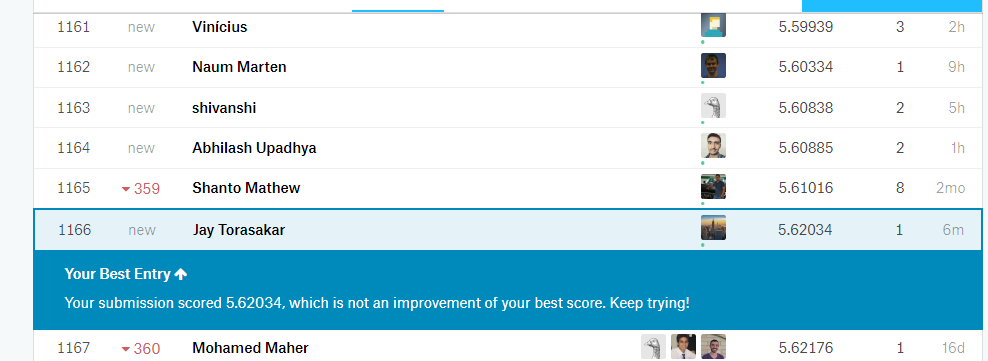 1161 new Vinícius 5.59939 3 2h
1162 new Naum Marten 5.60334 1 9h
1163 new shivanshi 5.60838 2 5h
1164 new Abhilash Upadhya 5.60885 2 1h
1165 359 Shanto Mathew 5.61016 8 2mo
1166 new Jay Torasakar 5.62034 1 6m
Your Best Entry
Your submission scored 5.62034, which is not an improvement of your best score. Keep trying!
1167 360 Mohamed Maher 5.62176 1 16d